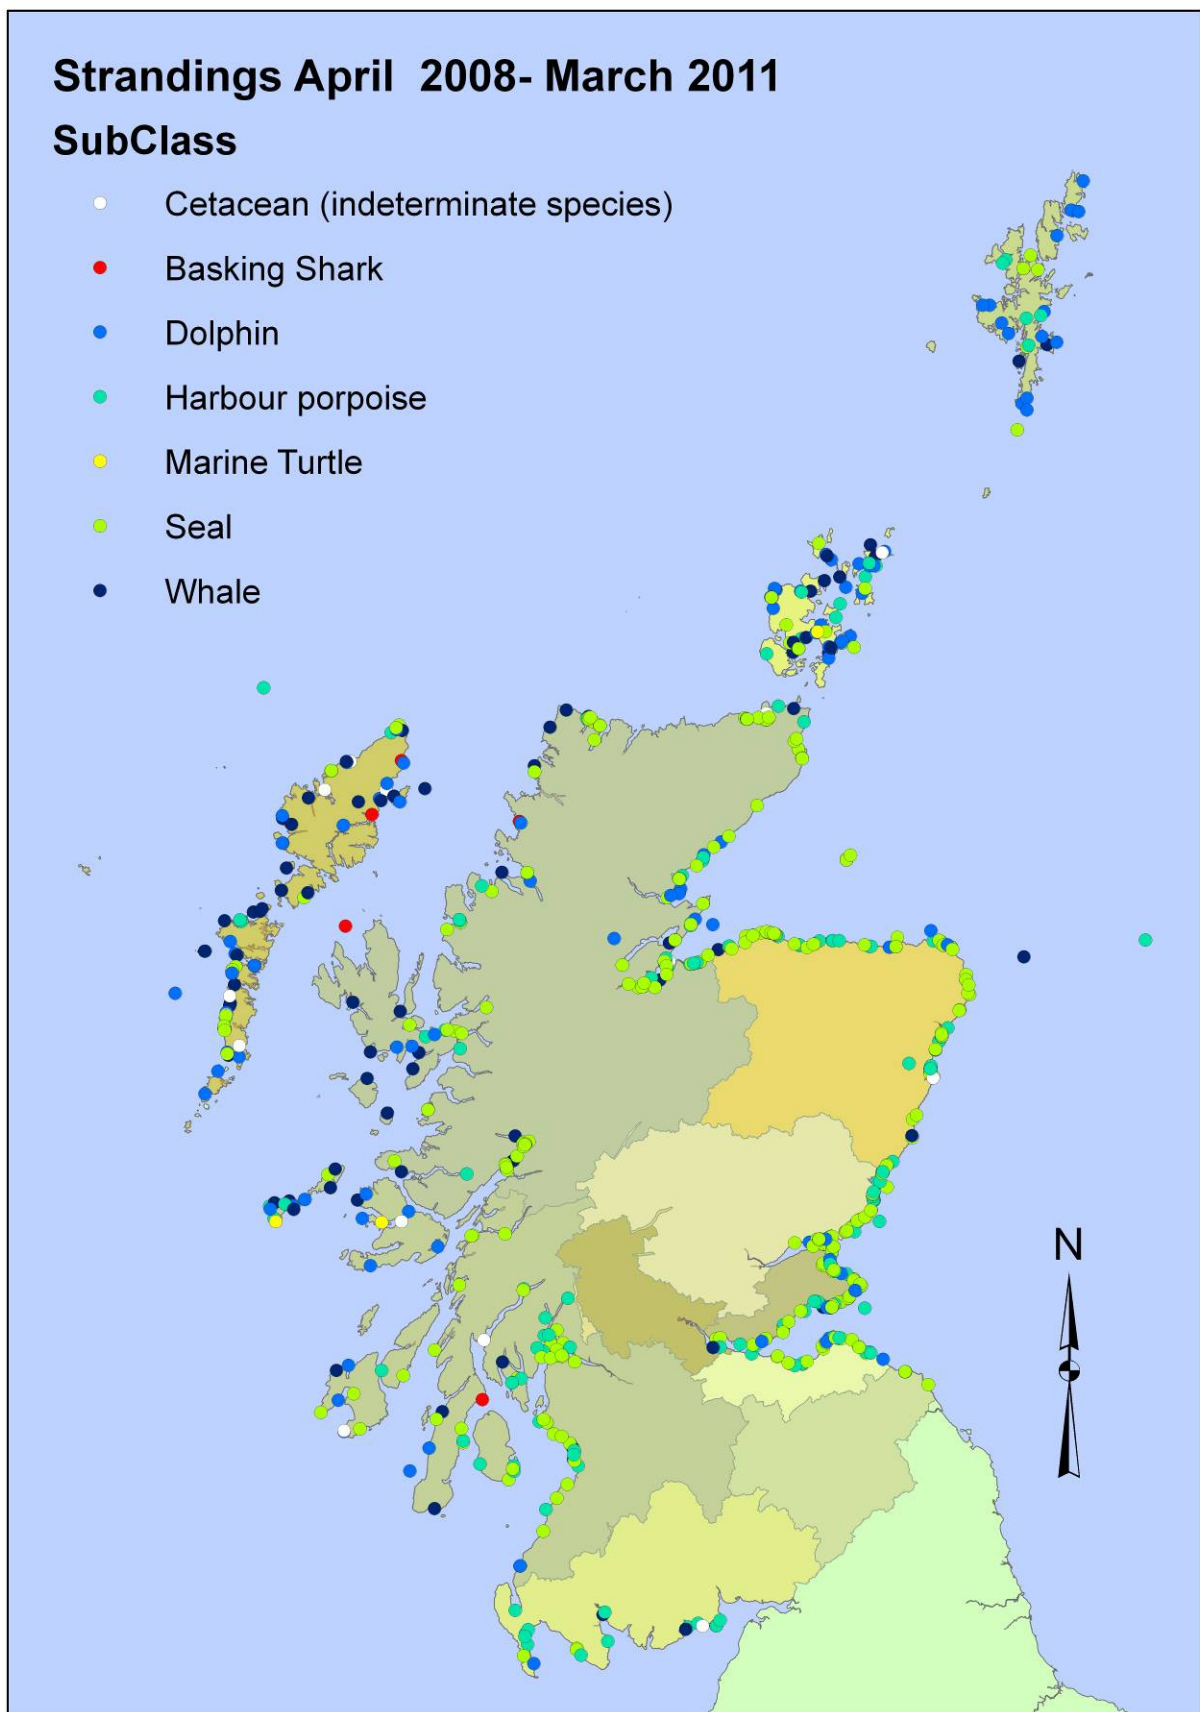 Strandings April 2008- March 2011
SubClass
Cetacean (indeterminate species)
Basking Shark
Dolphin
Harbour porpoise
Marine Turtle
Seal
Whale
N